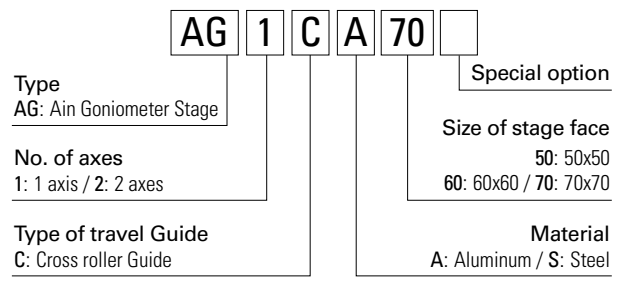 AG 1 C A 70
Type
AG: Ain Goniometer Stage
Special option
No. of axes
1: 1 axis / 2: 2 axes
Size of stage face
50: 50x50
60: 60x60 / 70: 70x70
Type of travel Guide
C: Cross roller Guide
Material
A: Aluminum / S: Steel